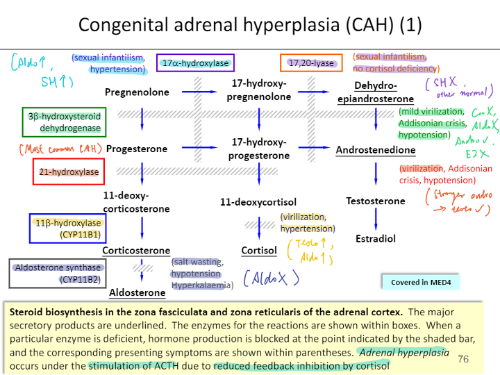 Congenital adrenal hyperplasia (CAH) (1)
(Aldo↑,
SH↑)
(sexual infantilism,
hypertension)
17α-hydroxylase
17,20-lyase
(sexual infantilism,
no cortisol deficiency)
Pregnenolone
17-hydroxy-
pregnenolone
Dehydro-
epiandrosterone
(SHX,
other normal)
3β-hydroxysteroid
dehydrogenase
(mild virilization,
Addisonian crisis,
hypotension)
AldoX,
(Most common CAH)
Progesterone
17-hydroxy-
progesterone
Androstenedione
21-hydroxylase
(virilization, Addisonian
crisis, hypotension)
11-deoxy-
corticosterone
11-deoxycortisol
Testosterone
(Stronger andro
11β-hydroxylase
(CYP11B1)
(virilization,
hypertension)
Estradiol
Corticosterone
Cortisol
Aldo↑)
Aldosterone synthase
(CYP11B2)
(salt wasting,
hypotension
Hyperkalaemia)
(AldoX)
Aldosterone
Covered in MED4
Steroid biosynthesis in the zona fasciculata and zona reticularis of the adrenal cortex. The major
secretory products are underlined. The enzymes for the reactions are shown within boxes. When a
particular enzyme is deficient, hormone production is blocked at the point indicated by the shaded bar,
and the corresponding presenting symptoms are shown within parentheses. Adrenal hyperplasia
occurs under the stimulation of ACTH due to reduced feedback inhibition by cortisol
76